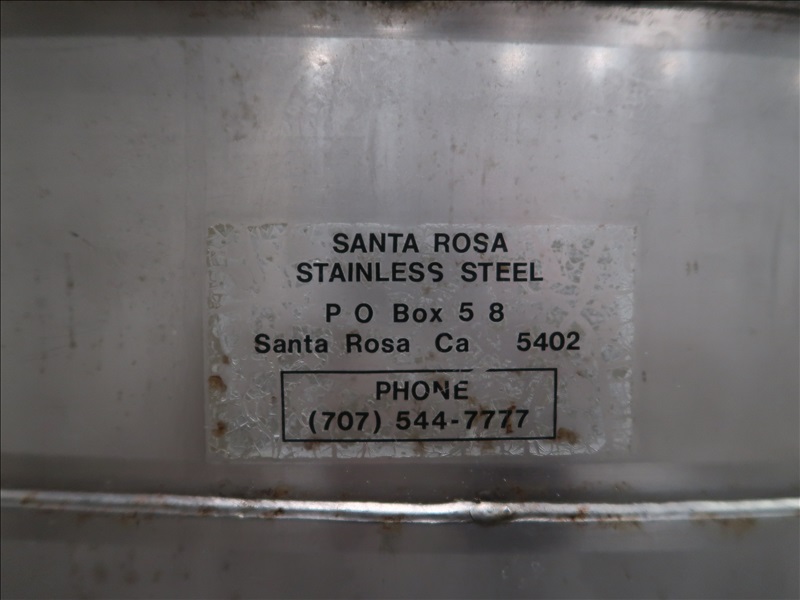 SANTA ROSA
STAINLESS STEEL
P O Box 5 8
Santa Rosa Ca 5402
PHONE
(707) 544-7777